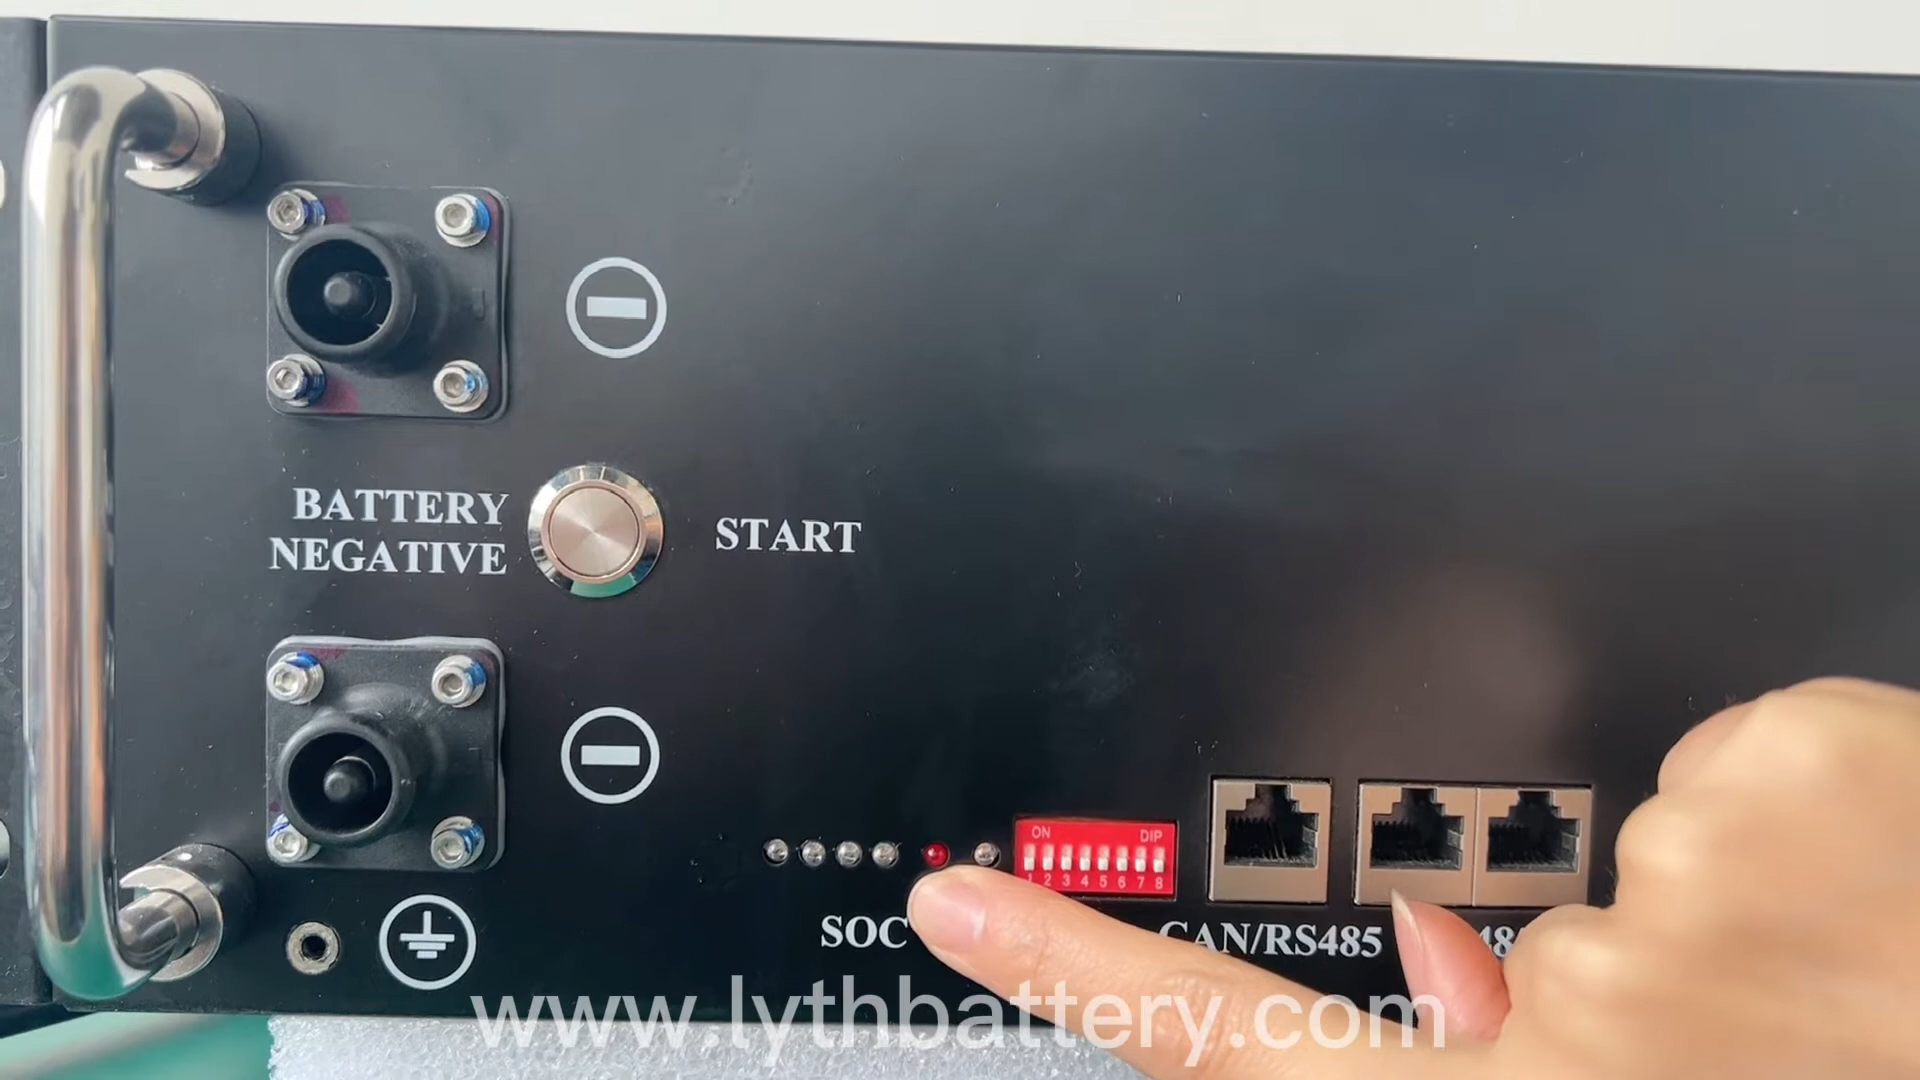 BATTERY
NEGATIVE
START
ON DIP
1 2 3 4 5 6 7 8
SOC
CAN/RS485
www.lythbattery.com